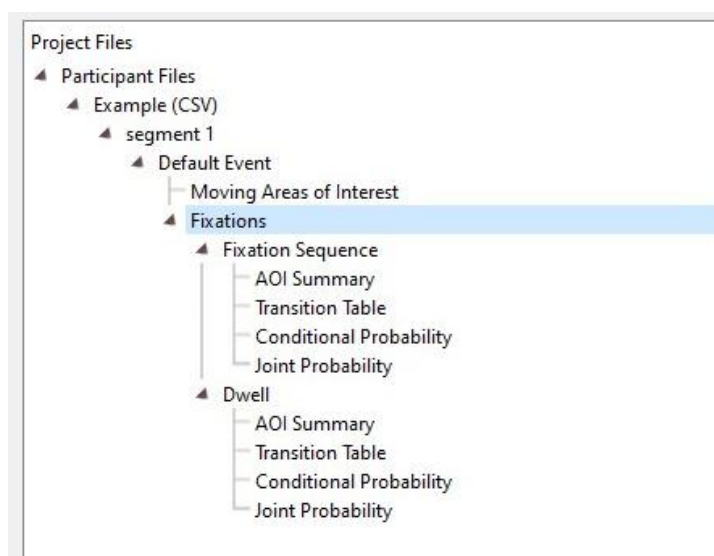 Project Files
Participant Files
Example (CSV)
segment 1
Default Event
Moving Areas of Interest
Fixations
Fixation Sequence
AOI Summary
Transition Table
Conditional Probability
Joint Probability
Dwell
AOI Summary
Transition Table
Conditional Probability
Joint Probability